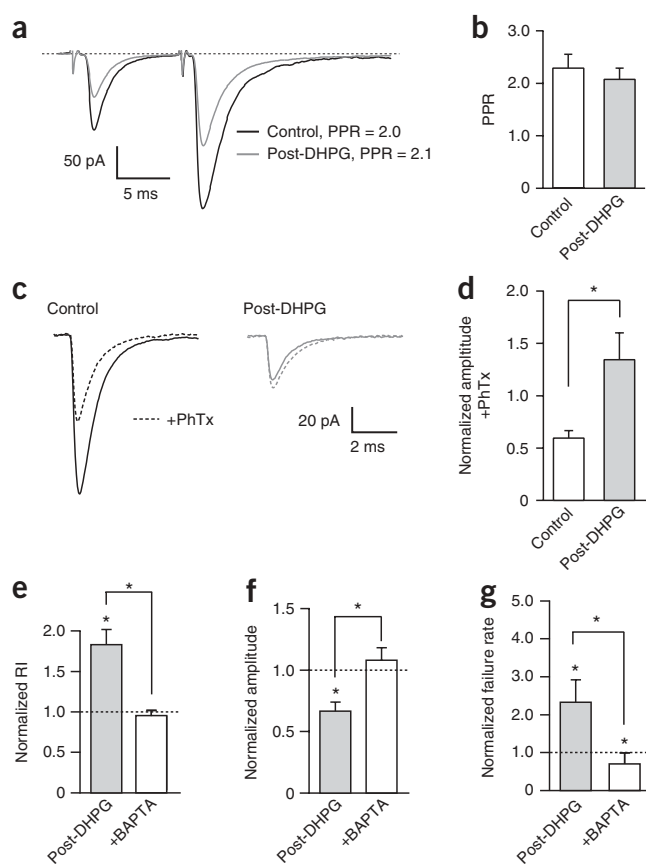 a
Control, PPR = 2.0
Post-DHPG, PPR = 2.1
50 pA
5 ms
b
PPR
3.0
2.0
1.0
0
Control
Post-DHPG
c
Control
Post-DHPG
+PhTx
20 pA
2 ms
d
Normalized ampltitude
+PhTx
2.0
1.5
1.0
0.5
0
*
Control
Post-DHPG
e
Normalized RI
2.0
1.5
1.0
0.5
0
*
*
Post-DHPG
+BAPTA
f
Normalized amplitude
1.5
1.0
0.5
0
*
*
Post-DHPG
+BAPTA
g
Normalized failure rate
5.0
4.0
3.0
2.0
1.0
0
*
*
*
Post-DHPG
+BAPTA